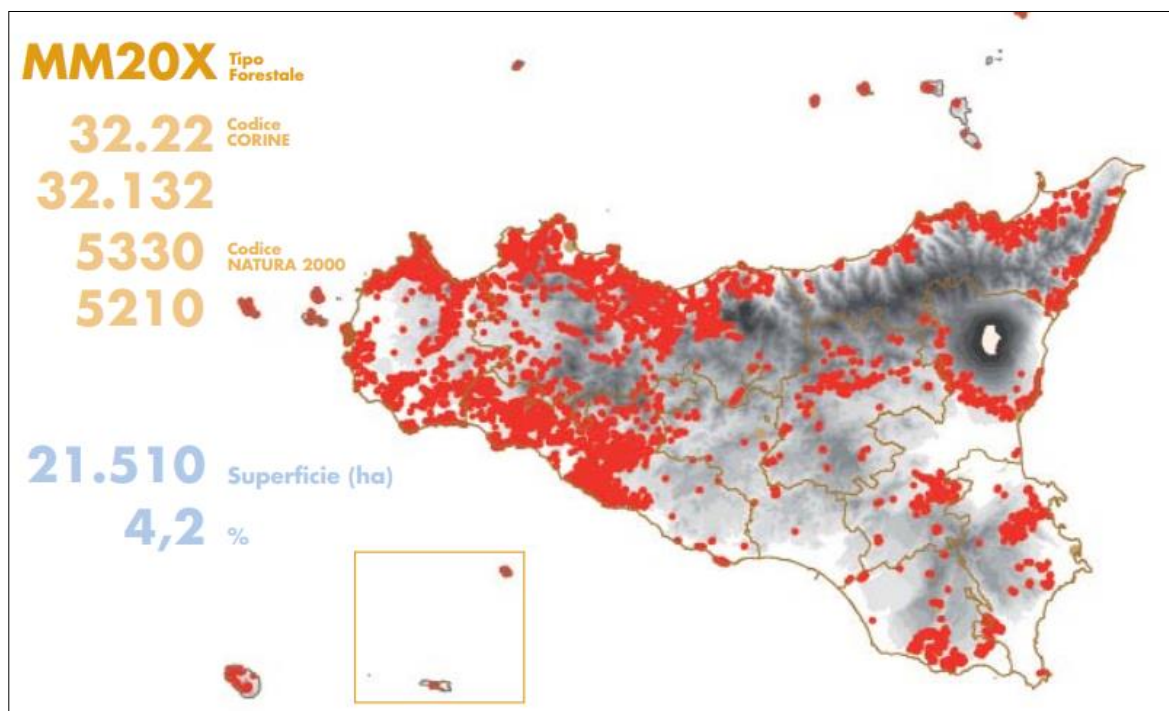 MM20X Tipo
Forestale
32.22 Codice
CORINE
32.132
5330 Codice
NATURA 2000
5210
21.510 Superficie (ha)
4,2 %